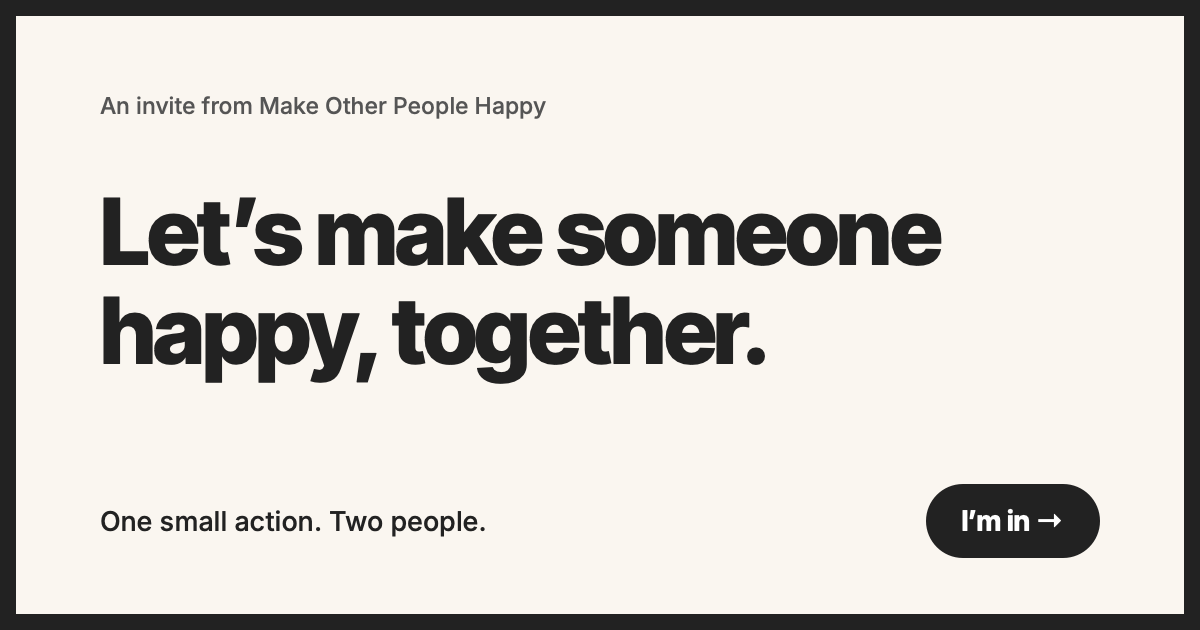 An invite from Make Other People Happy
Let’s make someone
happy, together.
One small action. Two people.
I’m in →